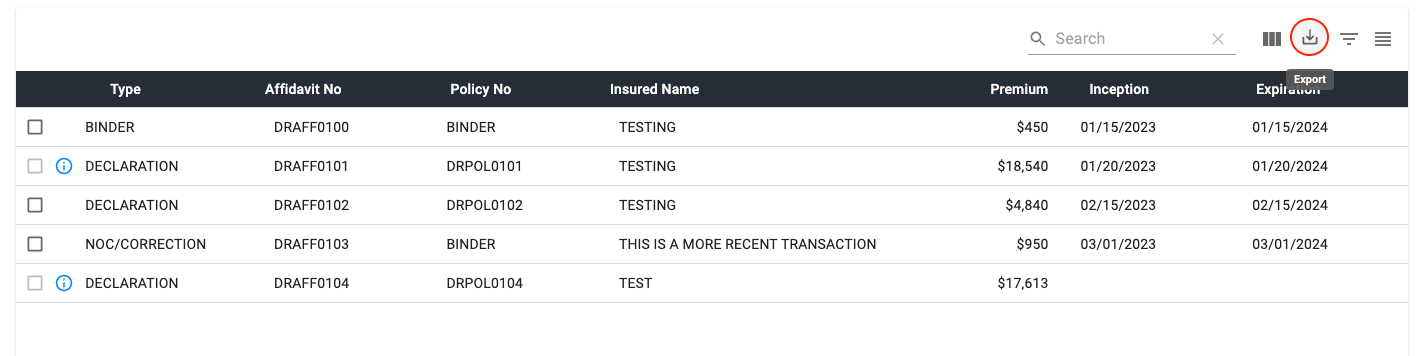 Search
Export
Type Affidavit No Policy No Insured Name Premium Inception Expiration
BINDER DRAFF0100 BINDER TESTING $450 01/15/2023 01/15/2024
DECLARATION DRAFF0101 DRPOL0101 TESTING $18,540 01/20/2023 01/20/2024
DECLARATION DRAFF0102 DRPOL0102 TESTING $4,840 02/15/2023 02/15/2024
NOC/CORRECTION DRAFF0103 BINDER THIS IS A MORE RECENT TRANSACTION $950 03/01/2023 03/01/2024
DECLARATION DRAFF0104 DRPOL0104 TEST $17,613